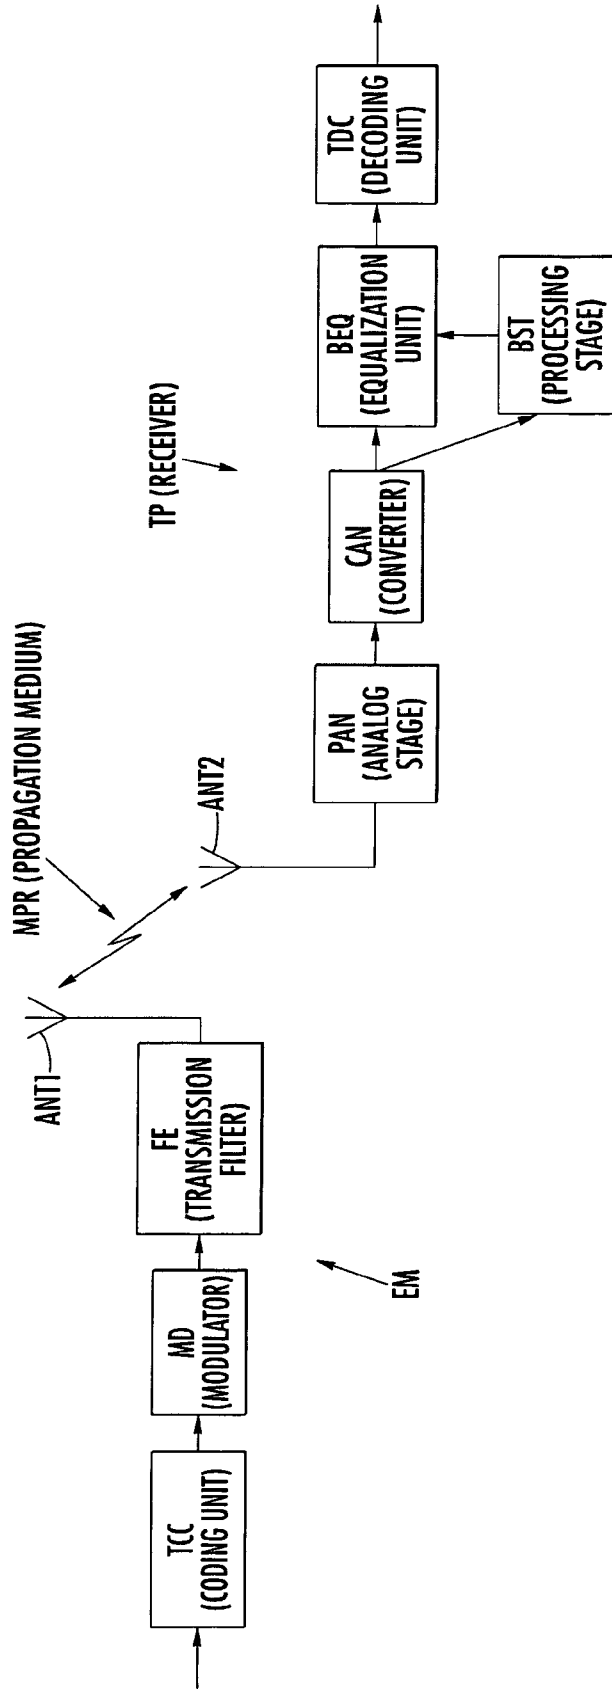 TCC
(CODING UNIT)
MD
(MODULATOR)
FE
(TRANSMISSION
FILTER)
ANT1
EM
MPR (PROPAGATION MEDIUM)
ANT2
TP (RECEIVER)
PAN
(ANALOG
STAGE)
CAN
(CONVERTER)
BEQ
(EQUALIZATION
UNIT)
BST
(PROCESSING
STAGE)
TDC
(DECODING
UNIT)